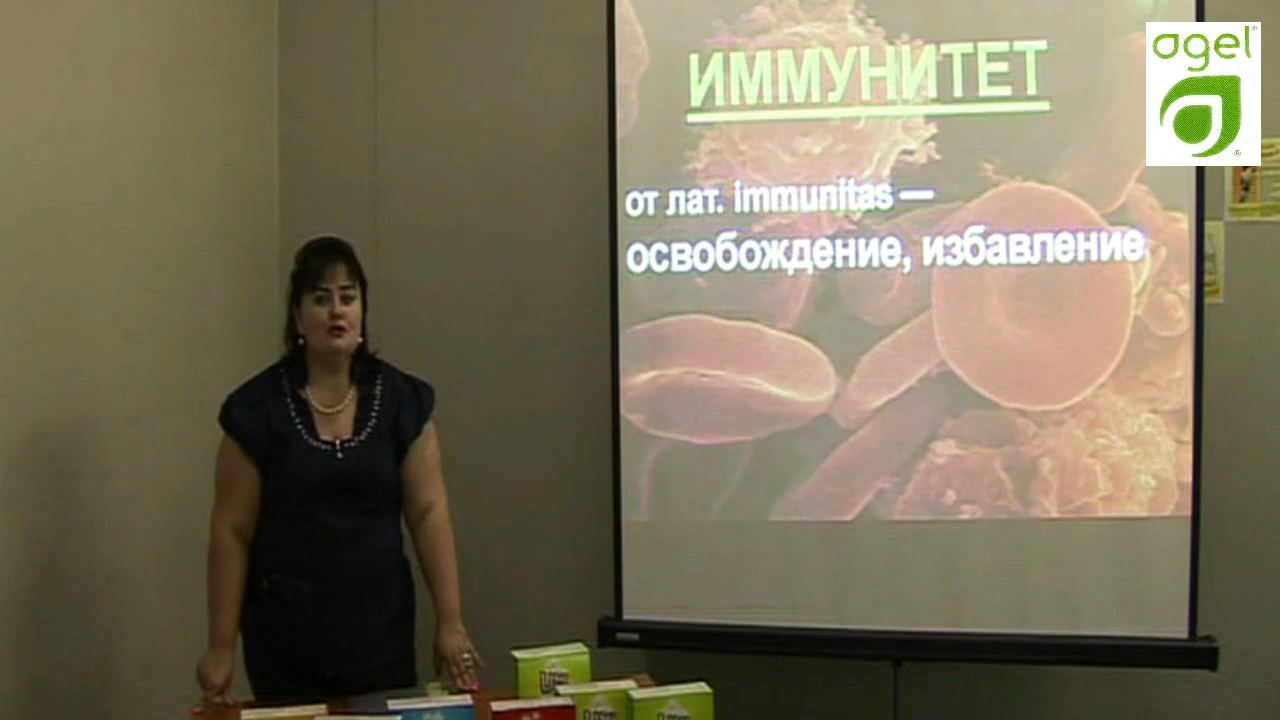 ИММУНИТЕТ
от лат. immunitas —
освобождение, избавление
agel